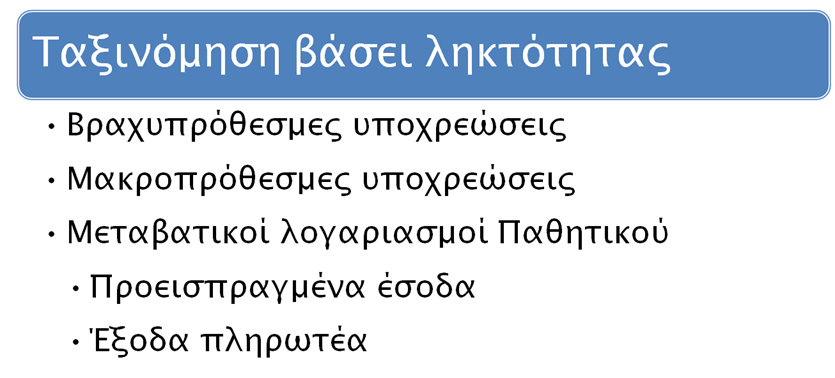 Ταξινόμηση βάσει ληκτότητας
• Βραχυπρόθεσμες υποχρεώσεις
• Μακροπρόθεσμες υποχρεώσεις
• Μεταβατικοί λογαριασμοί Παθητικού
• Προεισπραγμένα έσοδα
• Έξοδα πληρωτέα